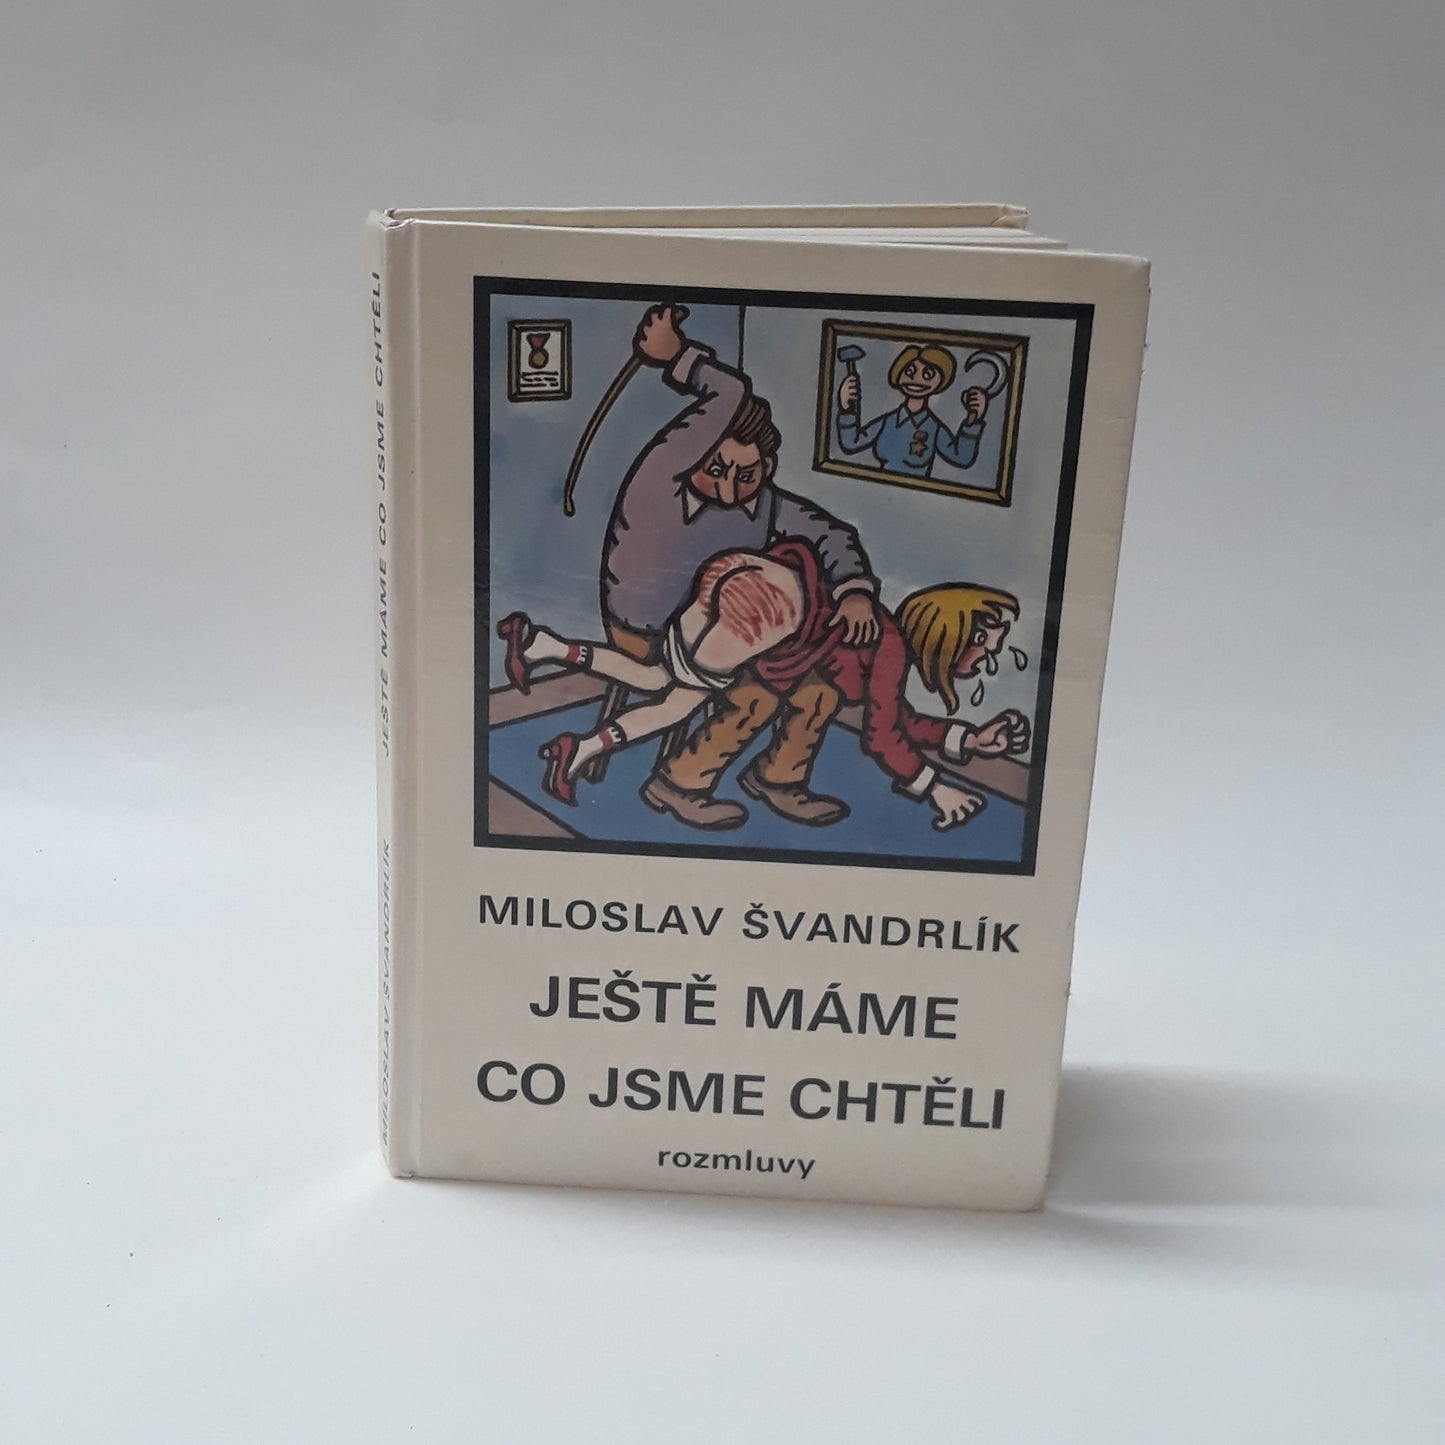 MILOSLAV ŠVANDRLÍK
JEŠTĚ MÁME
CO JSME CHTĚLI
rozmluvy
MILOSLAV ŠVANDRLÍK JEŠTĚ MÁME CO JSME CHTĚLI